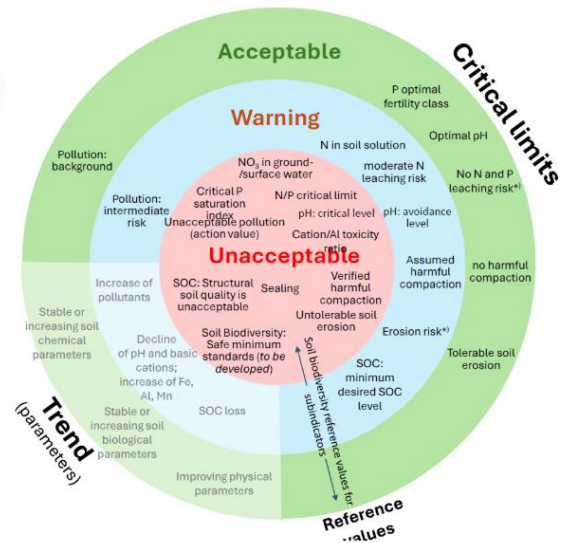 Acceptable
Critical limits
P optimal
fertility class
Warning
Optimal pH
N in soil solution
Pollution:
background
NO3 in ground-
/surface water
moderate N
leaching risk
No N and P
leaching risk*)
Pollution:
intermediate
risk
Critical P
saturation
index
N/P critical limit
pH: critical level
pH: avoidance
level
Unacceptable pollution
(action value)
Cation/Al toxicity
ratio
Unacceptable
Assumed
harmful
compaction
no harmful
compaction
Increase of
pollutants
SOC: Structural
soil quality is
unacceptable
Sealing
Verified
harmful
compaction
Untolerable soil
erosion
Stable or
increasing soil
chemical
parameters
Decline
of pH and basic
cations;
increase of Fe,
Al, Mn
Soil Biodiversity:
Safe minimum
standards (to be
developed)
Erosion risk*)
Tolerable soil
erosion
SOC:
minimum
desired SOC
level
Soil biodiversity reference values for
subindicators
SOC loss
Stable or
increasing soil
biological
parameters
Trend
(parameters)
Improving physical
parameters
Reference
values